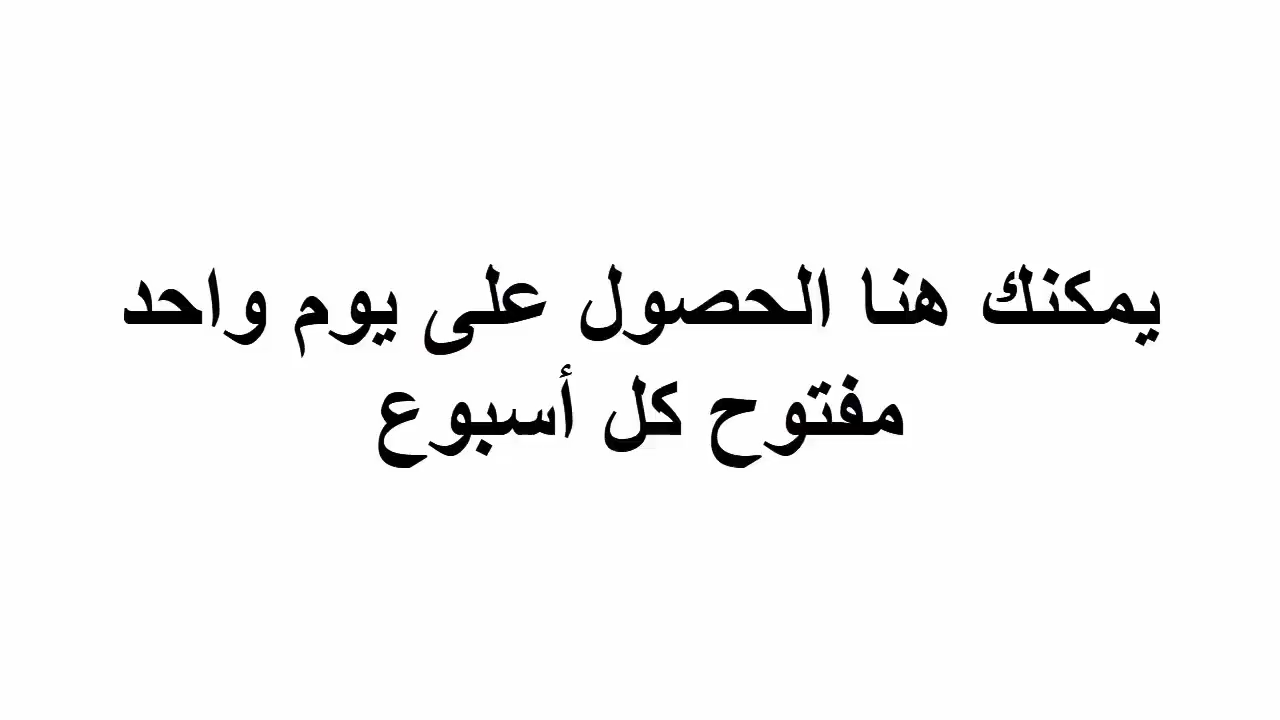 يمكنك هنا الحصول على يوم واحد
مفتوح كل أسبوع